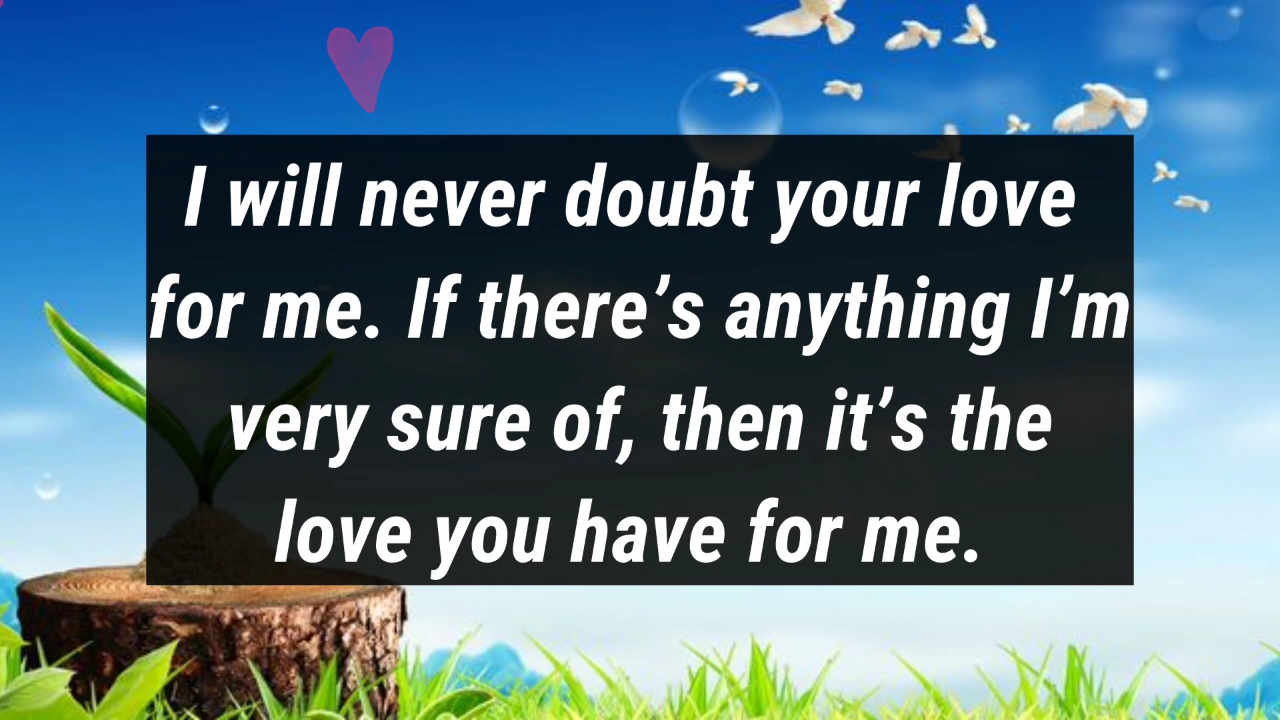 I will never doubt your love
for me. If there’s anything I’m
very sure of, then it’s the
love you have for me.